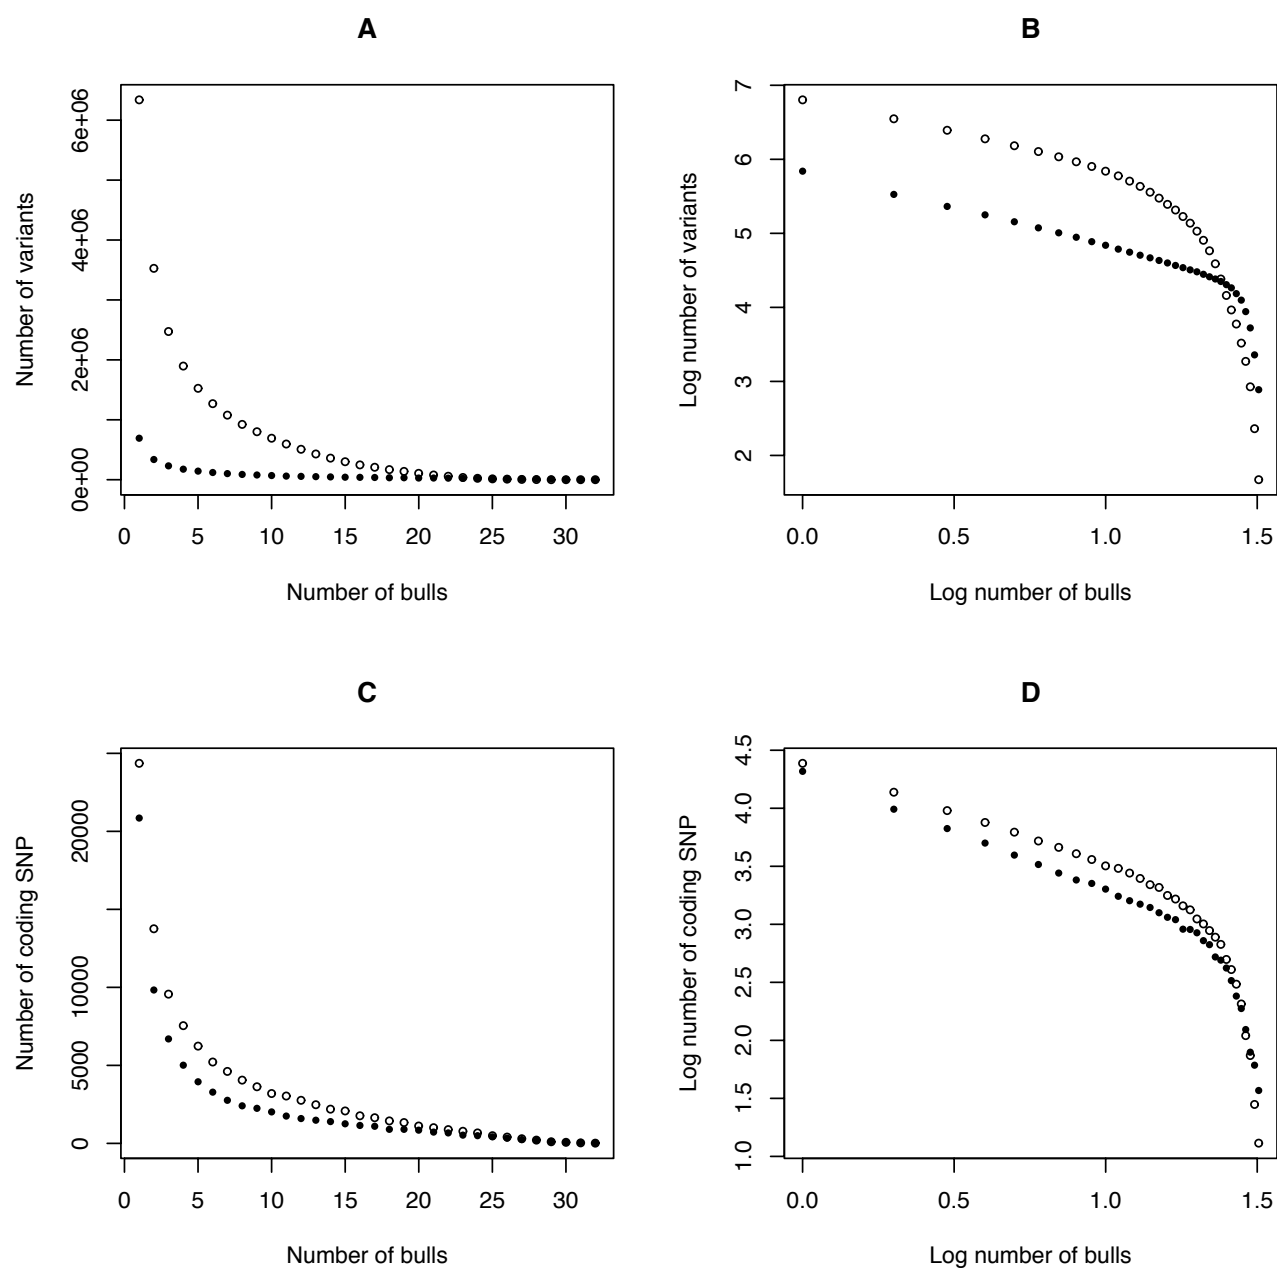 A
Number of variants
6e+06
4e+06
2e+06
0e+00
0 5 10 15 20 25 30
Number of bulls
B
Log number of variants
7
6
5
4
3
2
0.0 0.5 1.0 1.5
Log number of bulls
C
Number of coding SNP
20000
10000
5000
0
0 5 10 15 20 25 30
Number of bulls
D
Log number of coding SNP
4.5
4.0
3.5
3.0
2.5
2.0
1.5
1.0
0.0 0.5 1.0 1.5
Log number of bulls